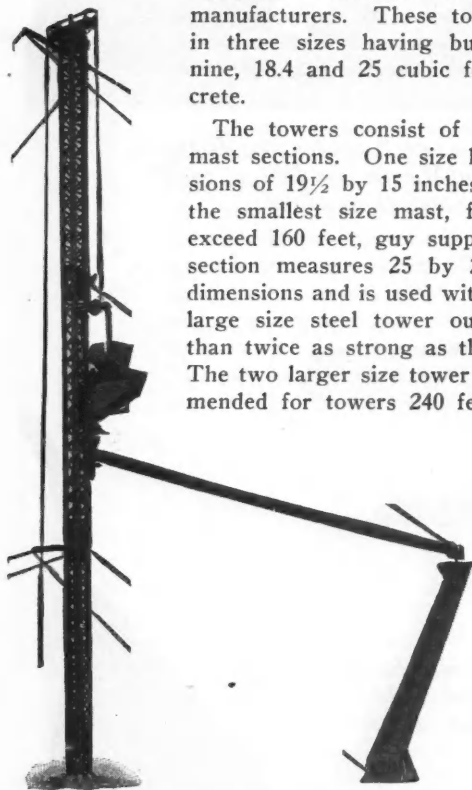 manufacturers. These to
in three sizes having bu
nine, 18.4 and 25 cubic f
crete.
The towers consist of
mast sections. One size l
sions of 19½ by 15 inches
the smallest size mast, f
exceed 160 feet, guy supp
section measures 25 by
dimensions and is used wit
large size steel tower ou
than twice as strong as th
The two larger size tower
mended for towers 240 fe